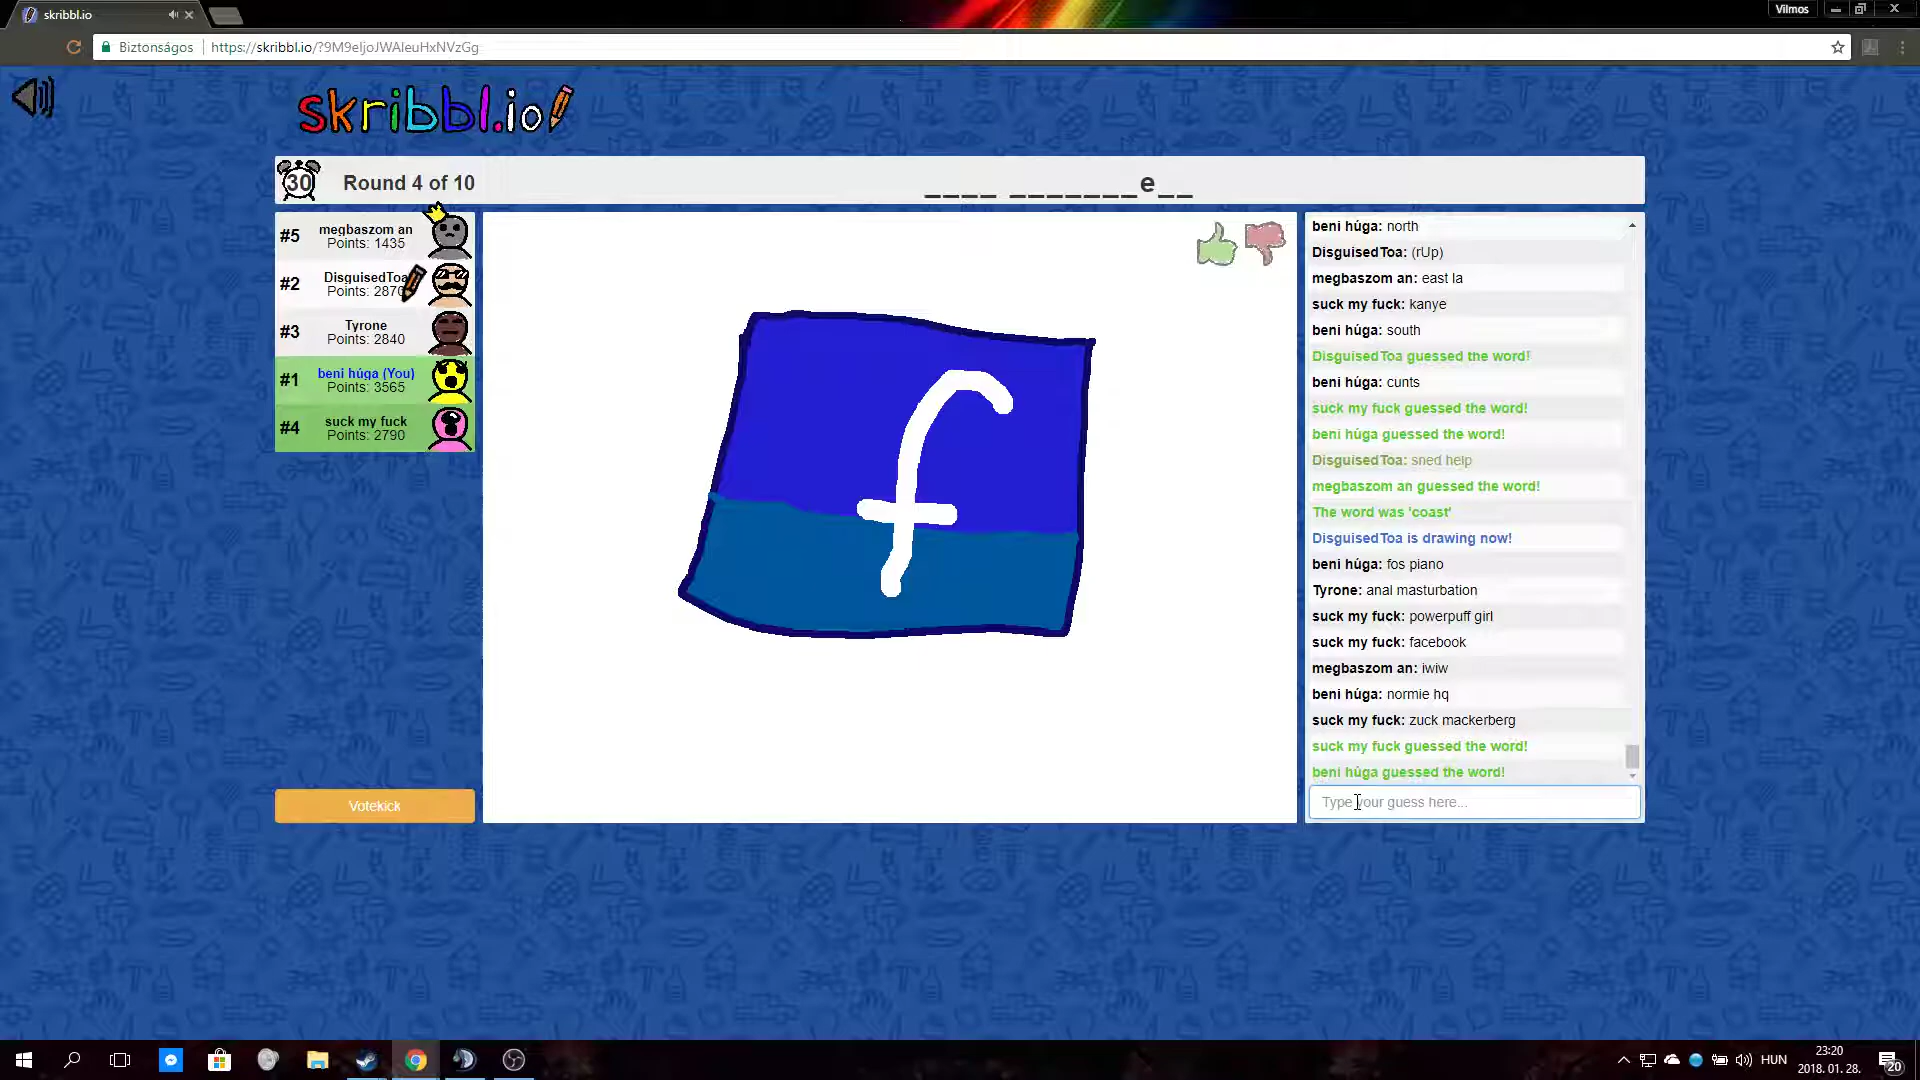 skribbl.io
Vilmos
Biztonságos
https://skribbl.io/?9M9eIjoJWAIeuHxNVzGg
skribbl.io
30
Round 4 of 10
____ _______e__
#5
megbaszom an
Points: 1435
#2
DisguisedToa
Points: 2870
#3
Tyrone
Points: 2840
#1
beni húga (You)
Points: 3565
#4
suck my fuck
Points: 2790
Votekick
f
beni húga: north
DisguisedToa: (rUp)
megbaszom an: east la
suck my fuck: kanye
beni húga: south
DisguisedToa guessed the word!
beni húga: cunts
suck my fuck guessed the word!
beni húga guessed the word!
DisguisedToa: sned help
megbaszom an guessed the word!
The word was 'coast'
DisguisedToa is drawing now!
beni húga: fos piano
Tyrone: anal masturbation
suck my fuck: powerpuff girl
suck my fuck: facebook
megbaszom an: iwiw
beni húga: normie hq
suck my fuck: zuck mackerberg
suck my fuck guessed the word!
beni húga guessed the word!
Type your guess here...
HUN
23:20
2018. 01. 28.
20